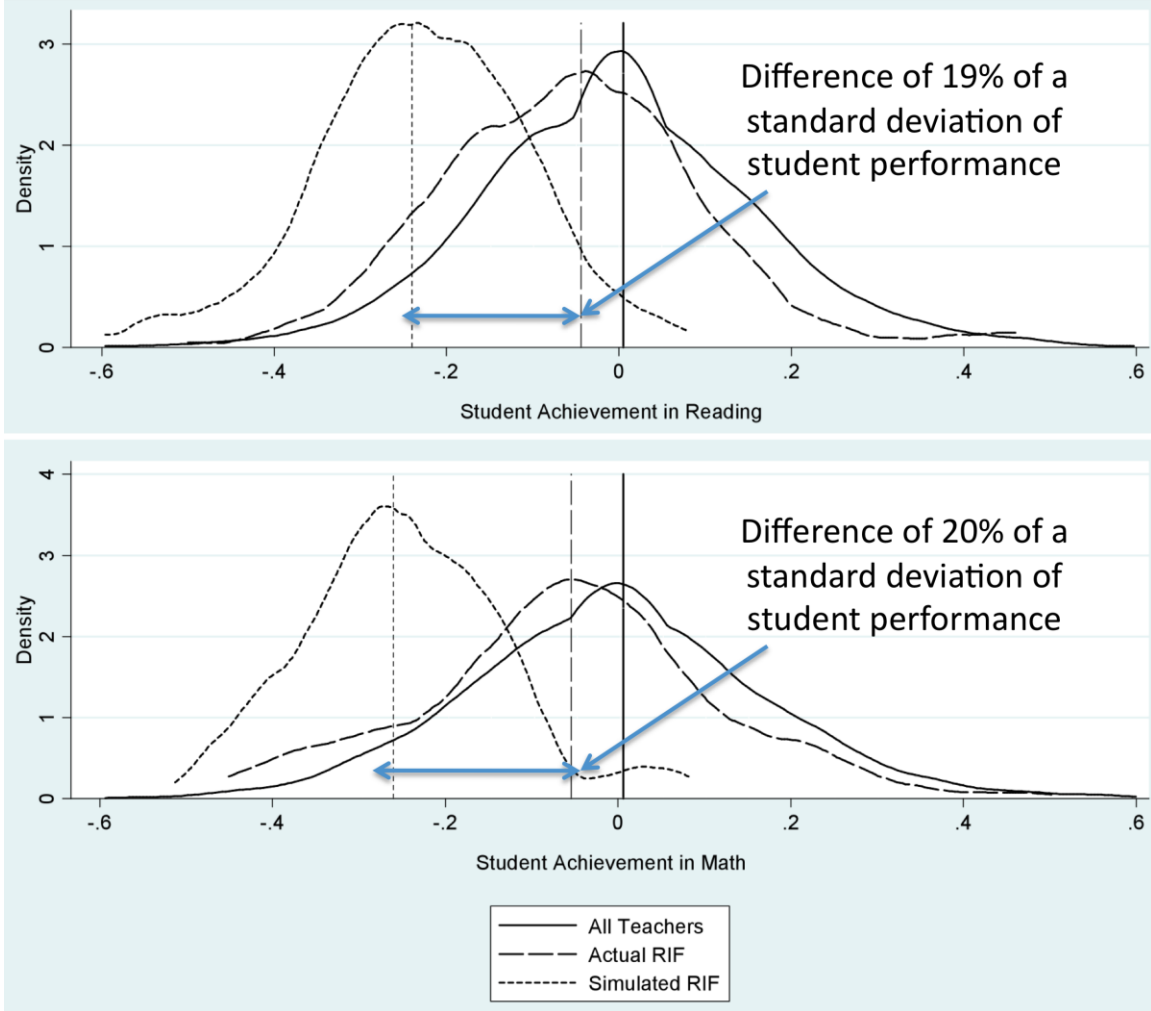 3
2
1
0
Density
-.6
-.4
-.2
0
.2
.4
.6
Student Achievement in Reading
Difference of 19% of a
standard deviation of
student performance
4
3
2
1
0
Density
-.6
-.4
-.2
0
.2
.4
.6
Student Achievement in Math
Difference of 20% of a
standard deviation of
student performance
All Teachers
Actual RIF
Simulated RIF